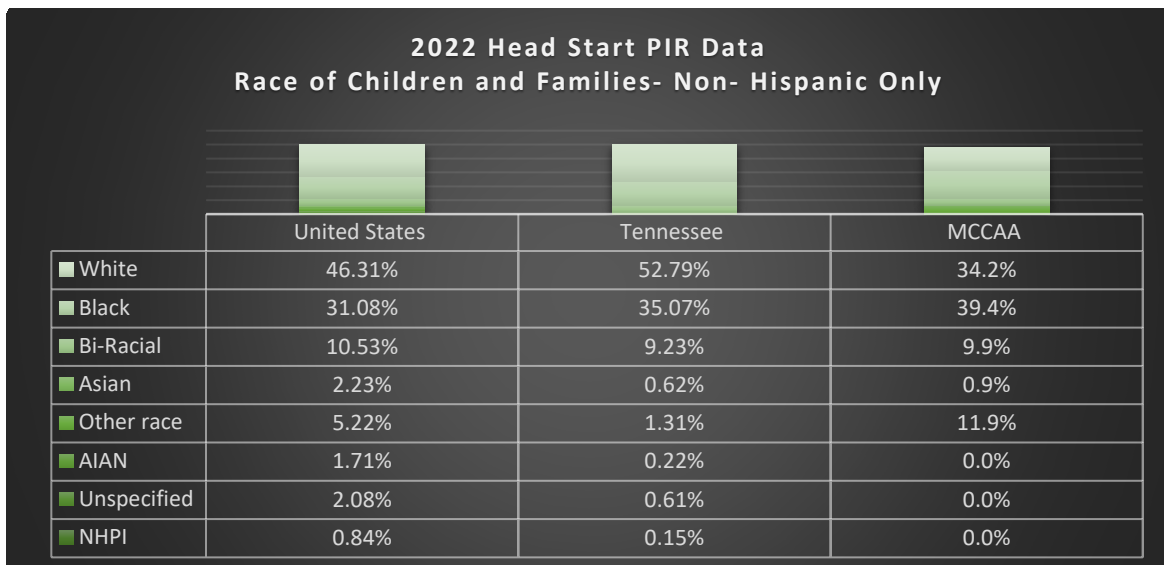 2022 Head Start PIR Data
Race of Children and Families- Non- Hispanic Only
United States Tennessee MCCAA
White 46.31% 52.79% 34.2%
Black 31.08% 35.07% 39.4%
Bi-Racial 10.53% 9.23% 9.9%
Asian 2.23% 0.62% 0.9%
Other race 5.22% 1.31% 11.9%
AIAN 1.71% 0.22% 0.0%
Unspecified 2.08% 0.61% 0.0%
NHPI 0.84% 0.15% 0.0%